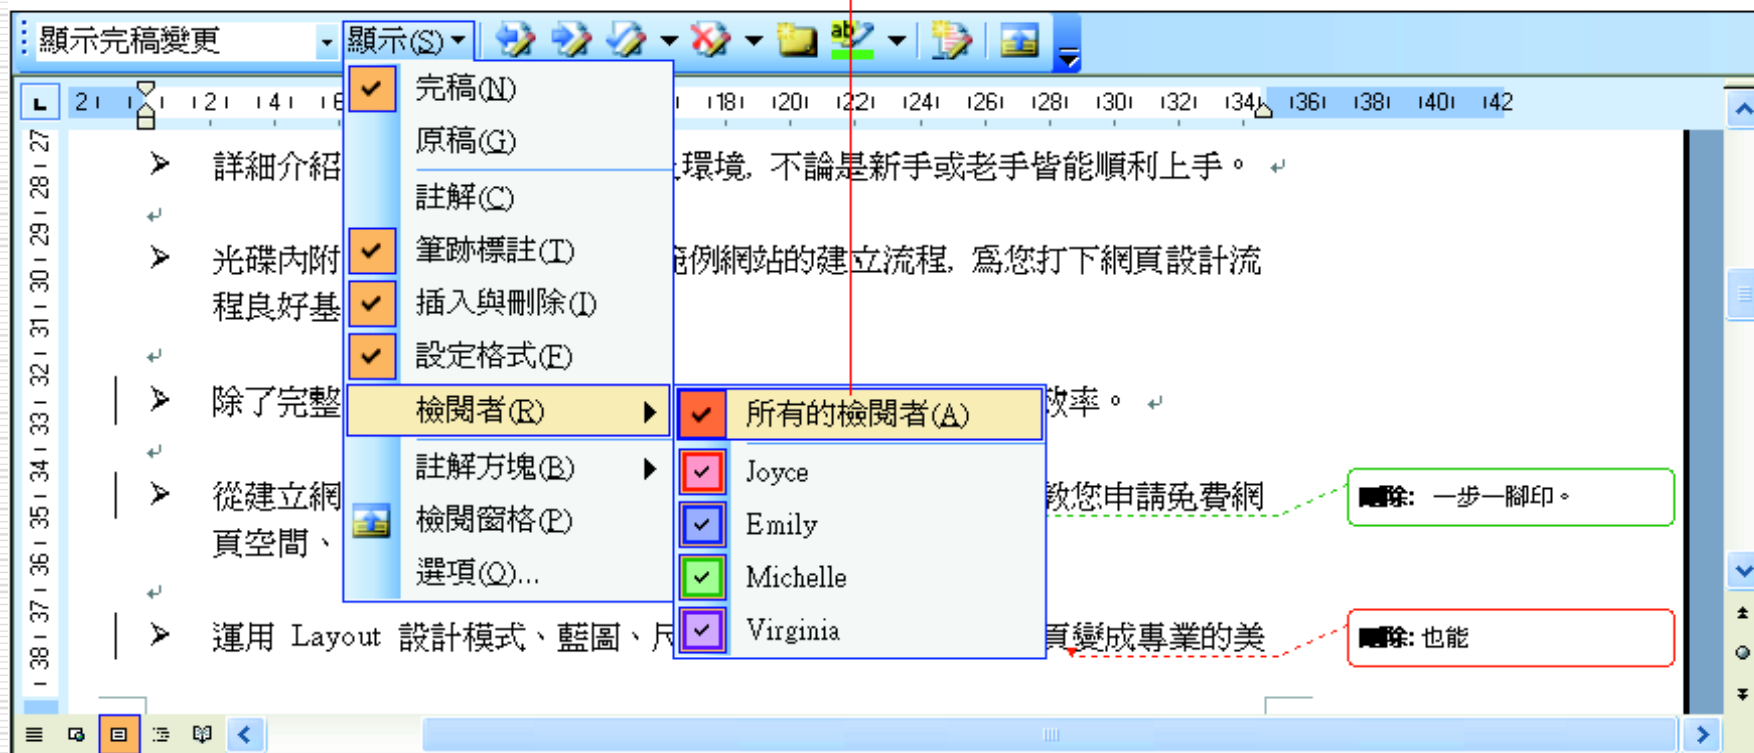 顯示完稿變更 顯示(S)
2 2 4 6 18 20 22 24 26 28 30 32 34 36 38 40 42
完稿(N)
原稿(G)
詳細介紹 環境, 不論是新手或老手皆能順利上手。
註解(C)
筆跡標註(T)
光碟內附 範例網站的建立流程, 為您打下網頁設計流
插入與刪除(I)
程良好基
設定格式(F)
除了完整 檢閱者(R) 所有的檢閱者(A) 效率。
註解方塊(B) Joyce
從建立網 教您申請免費網 刪除: 一步一腳印。
檢閱窗格(P) Emily
頁空間、
選項(O)... Michelle
運用 Layout 設計模式、藍圖、尺 Virginia 頁變成專業的美 刪除: 也能
27 28 29 30 31 32 33 34 35 36 37 38